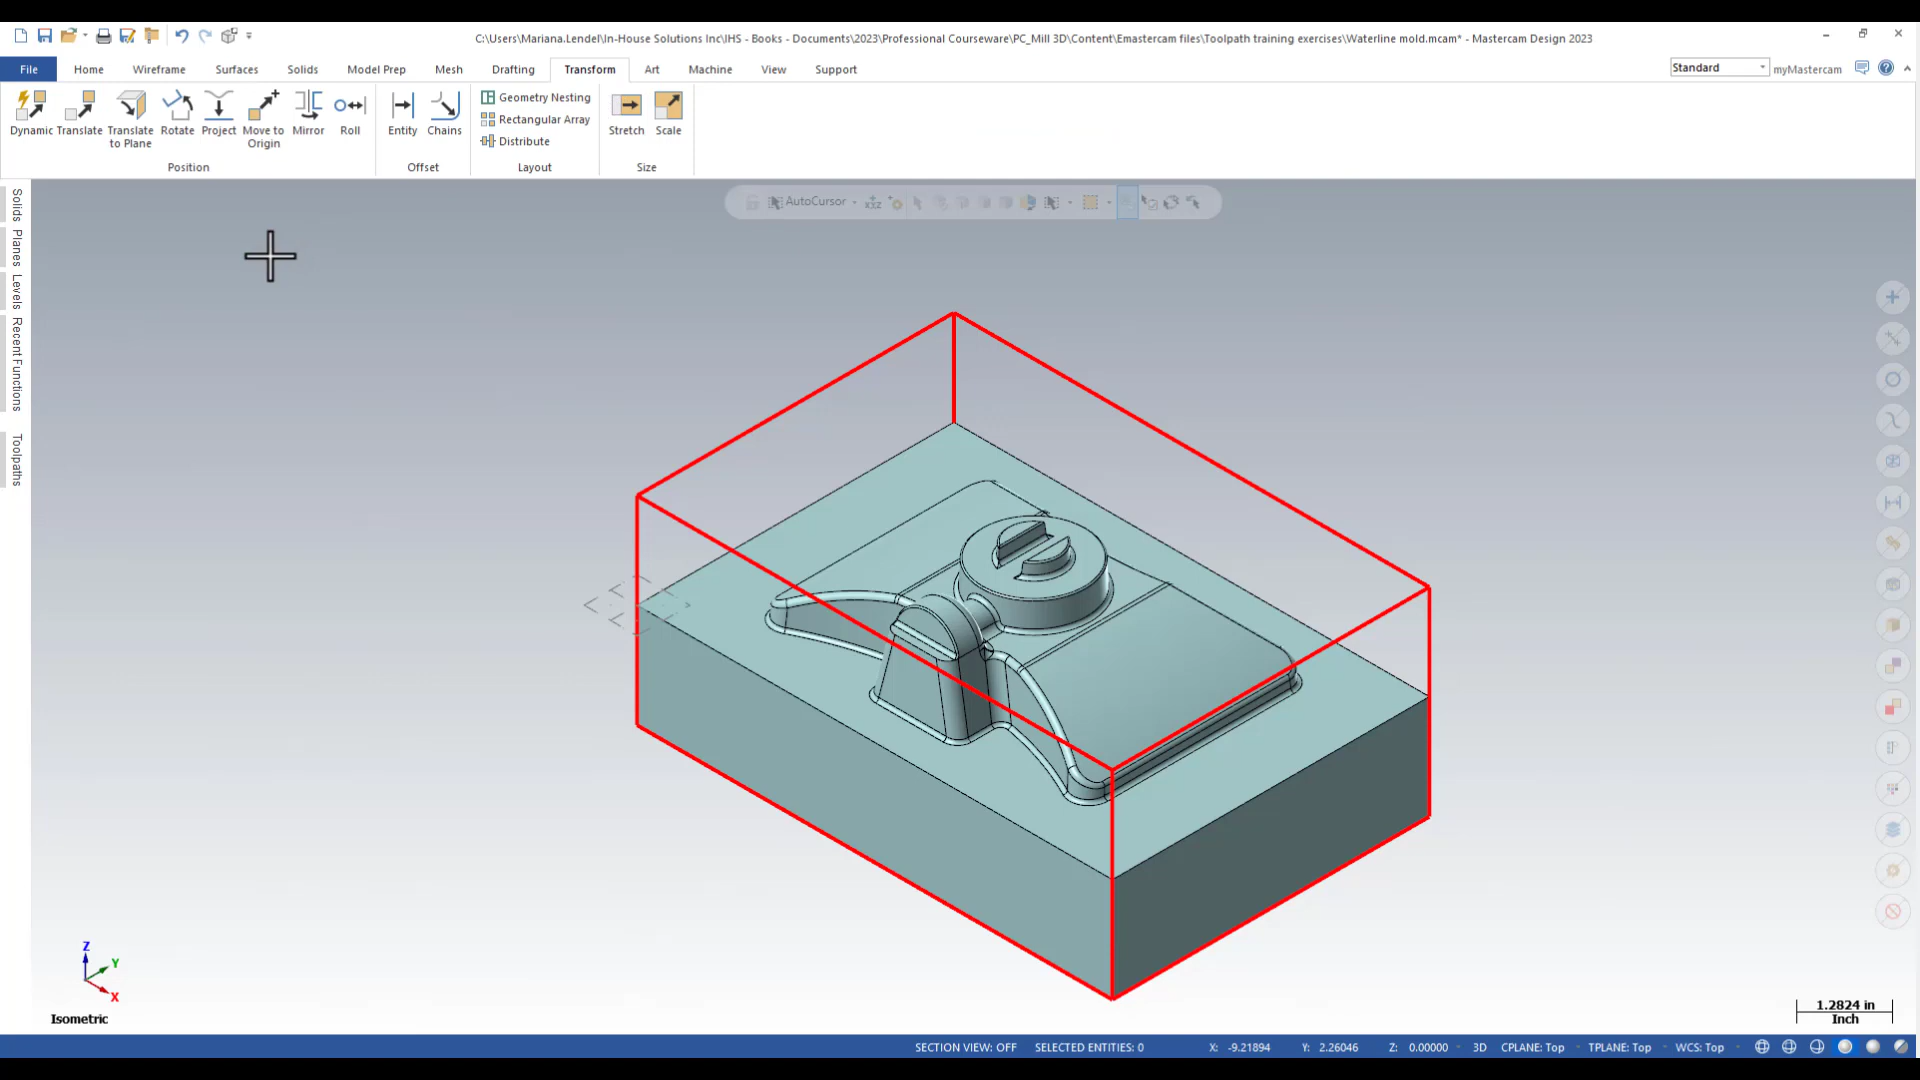 C:\Users\Mariana.Lendel\In-House Solutions Inc\IHS - Books - Documents\2023\Professional Courseware\PC_Mill 3D\Content\Emastercam files\Toolpath training exercises\Waterline mold.mcam* - Mastercam Design 2023
File Home Wireframe Surfaces Solids Model Prep Mesh Drafting Transform Art Machine View Support Standard myMastercam
Dynamic Translate Translate to Plane Rotate Project Move to Origin Mirror Roll
Position
Entity Chains
Offset
Geometry Nesting
Rectangular Array
Distribute
Layout
Stretch Scale
Size
AutoCursor
XYZ
Solids
Planes
Levels
Recent Functions
Toolpaths
Z
Y
X
Isometric
1.2824 in
Inch
SECTION VIEW: OFF SELECTED ENTITIES: 0 X: -9.21894 Y: 2.26046 Z: 0.00000 3D CPLANE: Top TPLANE: Top WCS: Top